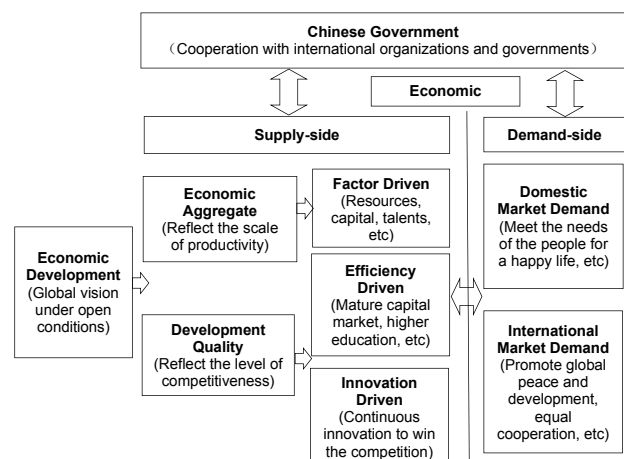 Chinese Government
（Cooperation with international organizations and governments）
Economic
Supply-side
Demand-side
Economic
Development
(Global vision
under open
conditions)
Economic
Aggregate
(Reflect the scale
of productivity)
Development
Quality
(Reflect the level of
competitiveness)
Factor Driven
(Resources,
capital, talents,
etc)
Efficiency
Driven
(Mature capital
market, higher
education, etc)
Innovation
Driven
(Continuous
innovation to win
the competition)
Domestic
Market Demand
(Meet the needs
of the people for
a happy life, etc)
International
Market Demand
(Promote global
peace and
development,
equal
cooperation, etc)